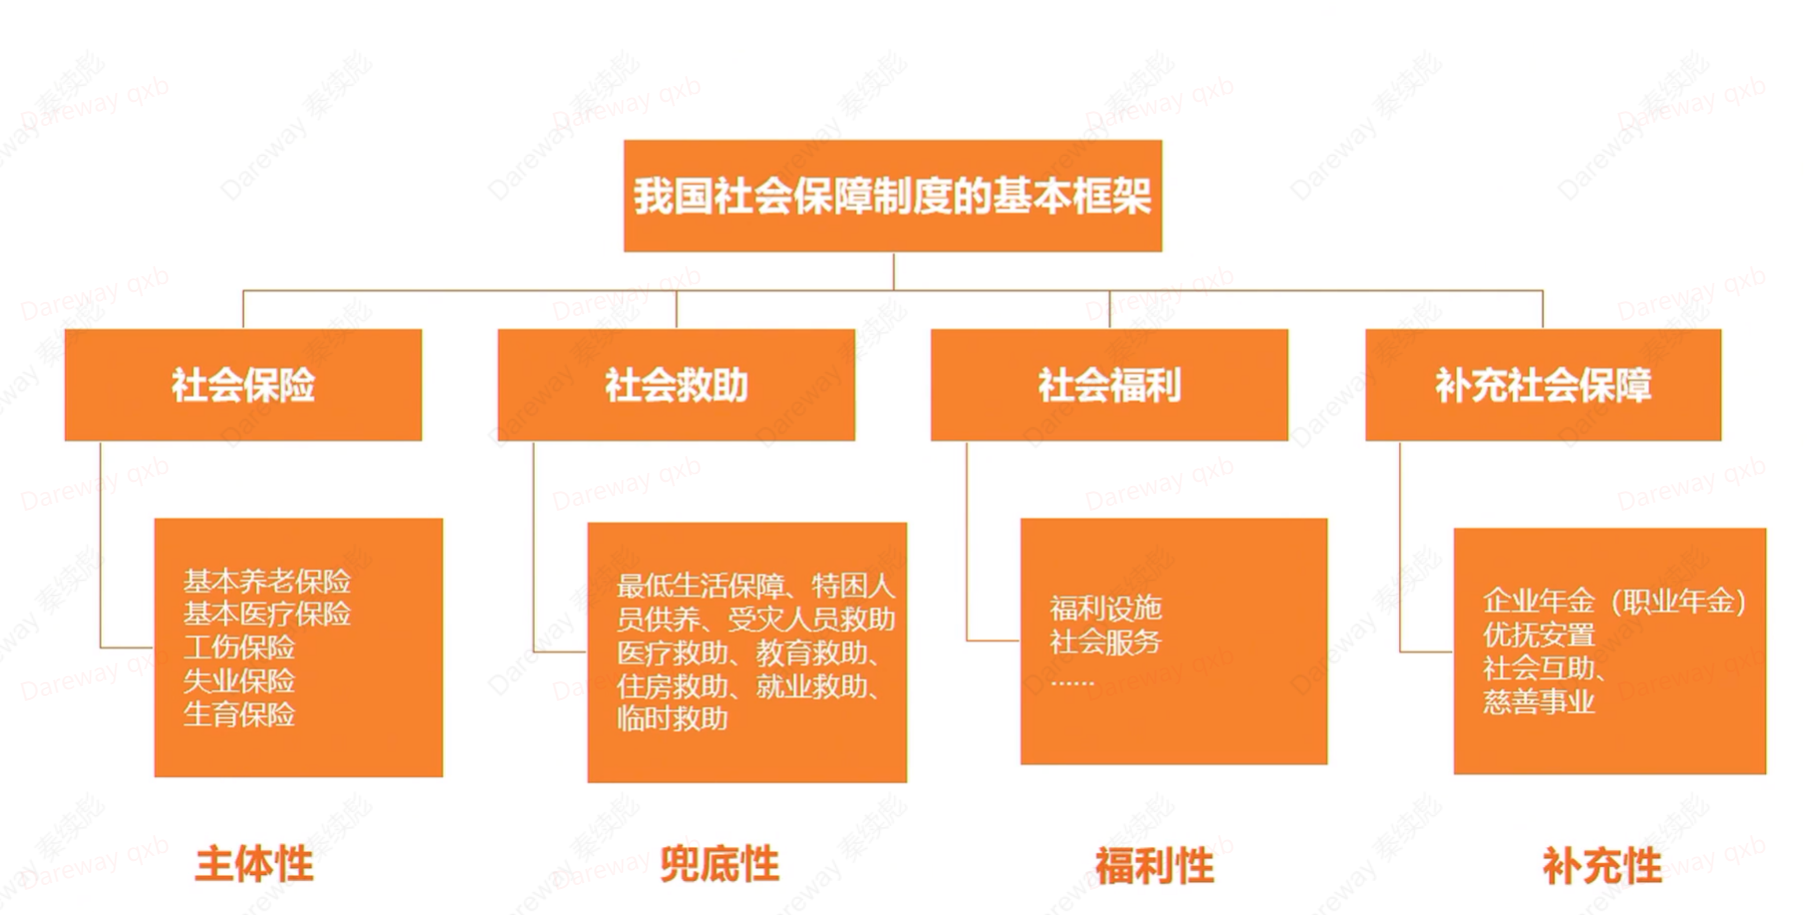 我国社会保障制度的基本框架
社会保险
社会救助
社会福利
补充社会保障
基本养老保险
基本医疗保险
工伤保险
失业保险
生育保险
最低生活保障、特困人
员供养、受灾人员救助
医疗救助、教育救助、
住房救助、就业救助、
临时救助
福利设施
社会服务
......
企业年金（职业年金）
优抚安置
社会互助、
慈善事业
主体性
兜底性
福利性
补充性
Dareway qxb
Dareway 秦续彪